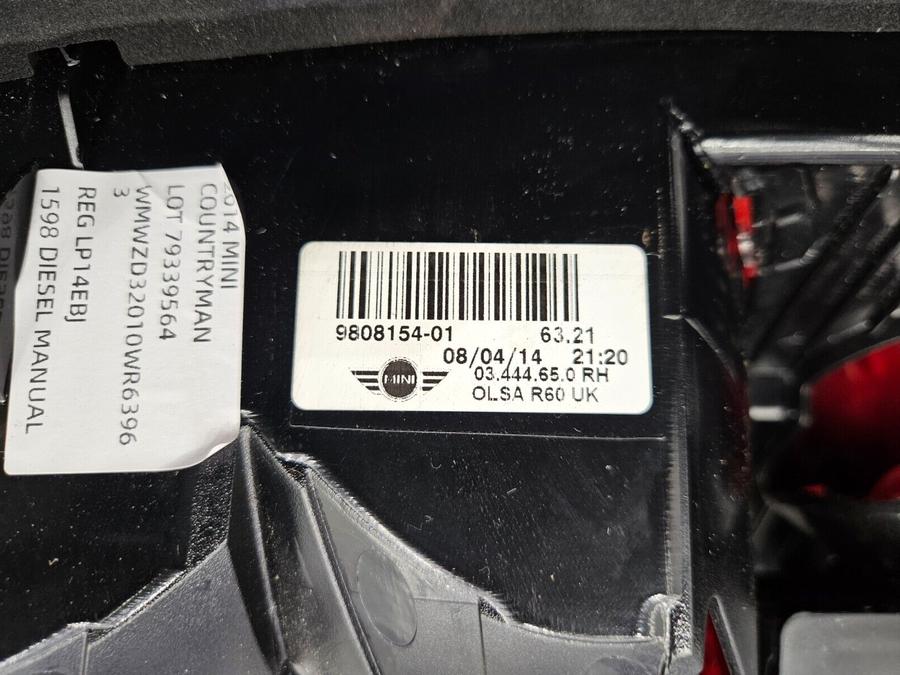 2014 MINI
COUNTRYMAN
LOT 79339564
WMWZD32010WR6396
3
REG LP14EBJ
1598 DIESEL MANUAL
9808154-01 63.21
08/04/14 21:20
03.444.65.0 RH
MINI
OLSA R60 UK